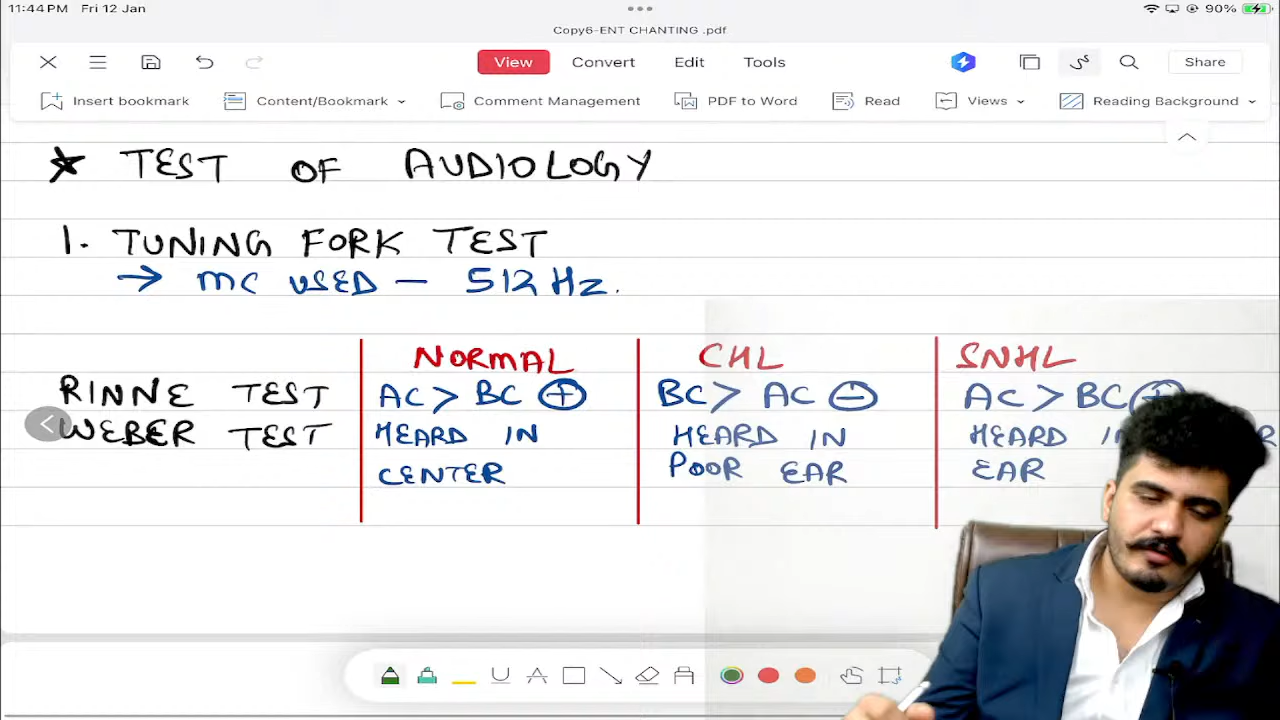 11:44 PM Fri 12 Jan 90%
Copy6-ENT CHANTING .pdf
View Convert Edit Tools Share
Insert bookmark Content/Bookmark Comment Management PDF to Word Read Views Reading Background
★ TEST OF AUDIOLOGY
1. TUNING FORK TEST
→ MC USED – 512 Hz.
NORMAL CHL SNHL
RINNE TEST AC > BC ⊕ BC > AC ⊖ AC > BC ⊕
WEBER TEST HEARD IN HEARD IN HEARD
CENTER POOR EAR EAR